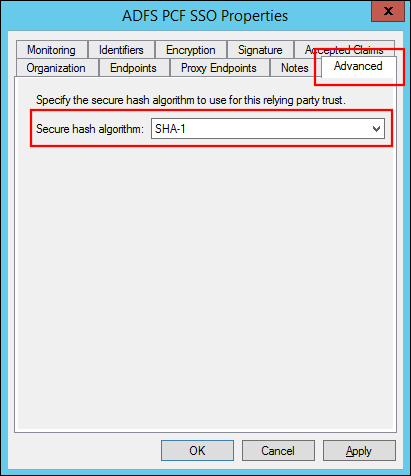 ADFS PCF SSO Properties
x
Monitoring Identifiers Encryption Signature Accepted Claims
Organization Endpoints Proxy Endpoints Notes Advanced
Specify the secure hash algorithm to use for this relying party trust.
Secure hash algorithm: SHA-1
OK Cancel Apply